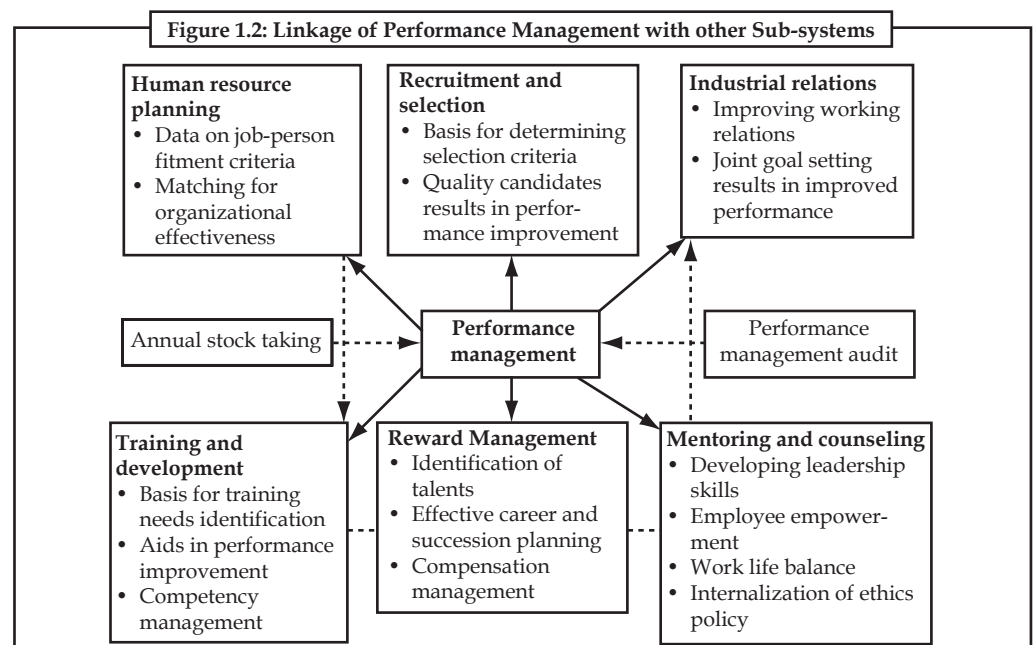 Figure 1.2: Linkage of Performance Management with other Sub-systems
Human resource
planning
• Data on job-person
fitment criteria
• Matching for
organizational
effectiveness
Recruitment and
selection
• Basis for determining
selection criteria
• Quality candidates
results in perfor-
mance improvement
Industrial relations
• Improving working
relations
• Joint goal setting
results in improved
performance
Annual stock taking
Performance
management
Performance
management audit
Training and
development
• Basis for training
needs identification
• Aids in performance
improvement
• Competency
management
Reward Management
• Identification of
talents
• Effective career and
succession planning
• Compensation
management
Mentoring and counseling
• Developing leadership
skills
• Employee empower-
ment
• Work life balance
• Internalization of ethics
policy